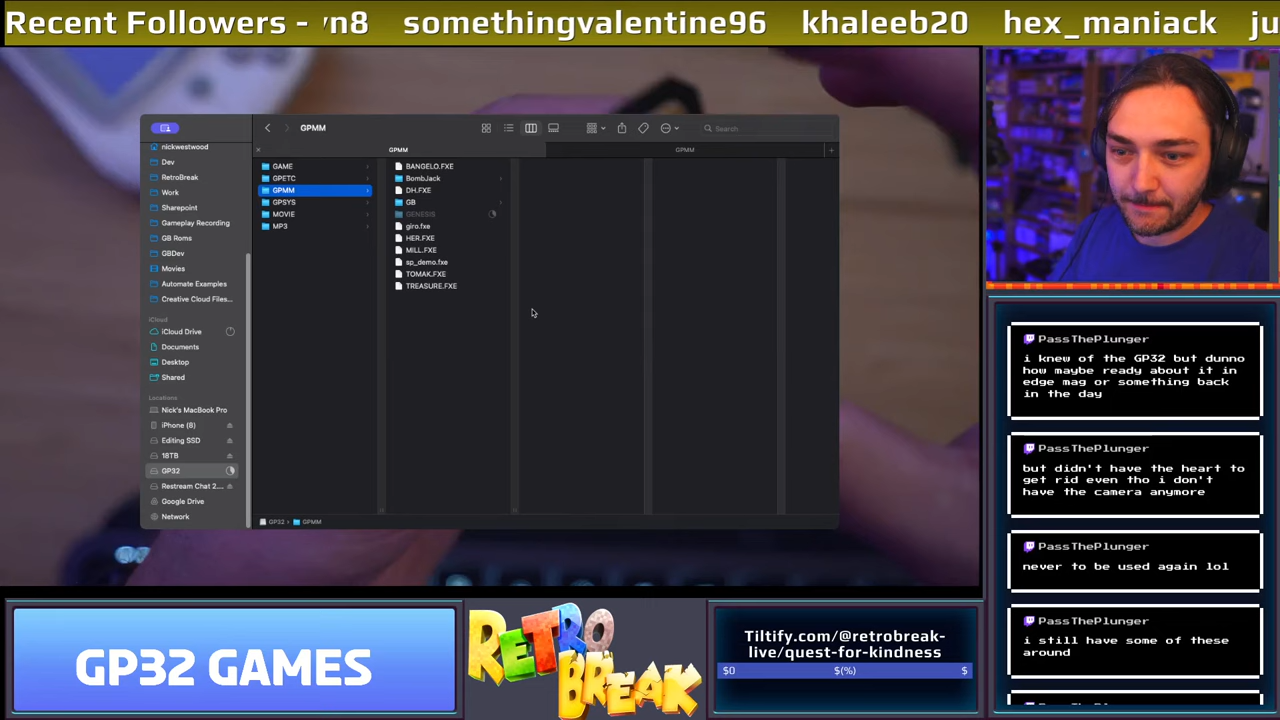 Recent Followers - vn8 somethingvalentine96 khaleeb20 hex_maniack ju
GPMM
Search
GPMM
GPMM
nickwestwood
Dev
RetroBreak
Work
Sharepoint
Gameplay Recording
GB Roms
GBDev
Movies
Automate Examples
Creative Cloud Files...
iCloud
iCloud Drive
Documents
Desktop
Shared
Locations
Nick's MacBook Pro
iPhone (6)
Editing SSD
18TB
GP32
Restream Chat 2....
Google Drive
Network
GAME
GPETC
GPMM
GPSYS
MOVIE
MP3
BANGELO.FXE
BombJack
DH.FXE
GB
GENESIS
giro.fxe
HER.FXE
MILL.FXE
sp_demo.fxe
TOMAK.FXE
TREASURE.FXE
GP32 › GPMM
PassThePlunger
i knew of the GP32 but dunno
how maybe ready about it in
edge mag or something back
in the day
PassThePlunger
but didn't have the heart to
get rid even tho i don't
have the camera anymore
PassThePlunger
never to be used again lol
PassThePlunger
i still have some of these
around
GP32 GAMES
RETRO
BREAK
Tiltify.com/@retrobreak-
live/quest-for-kindness
$0 $(%) $